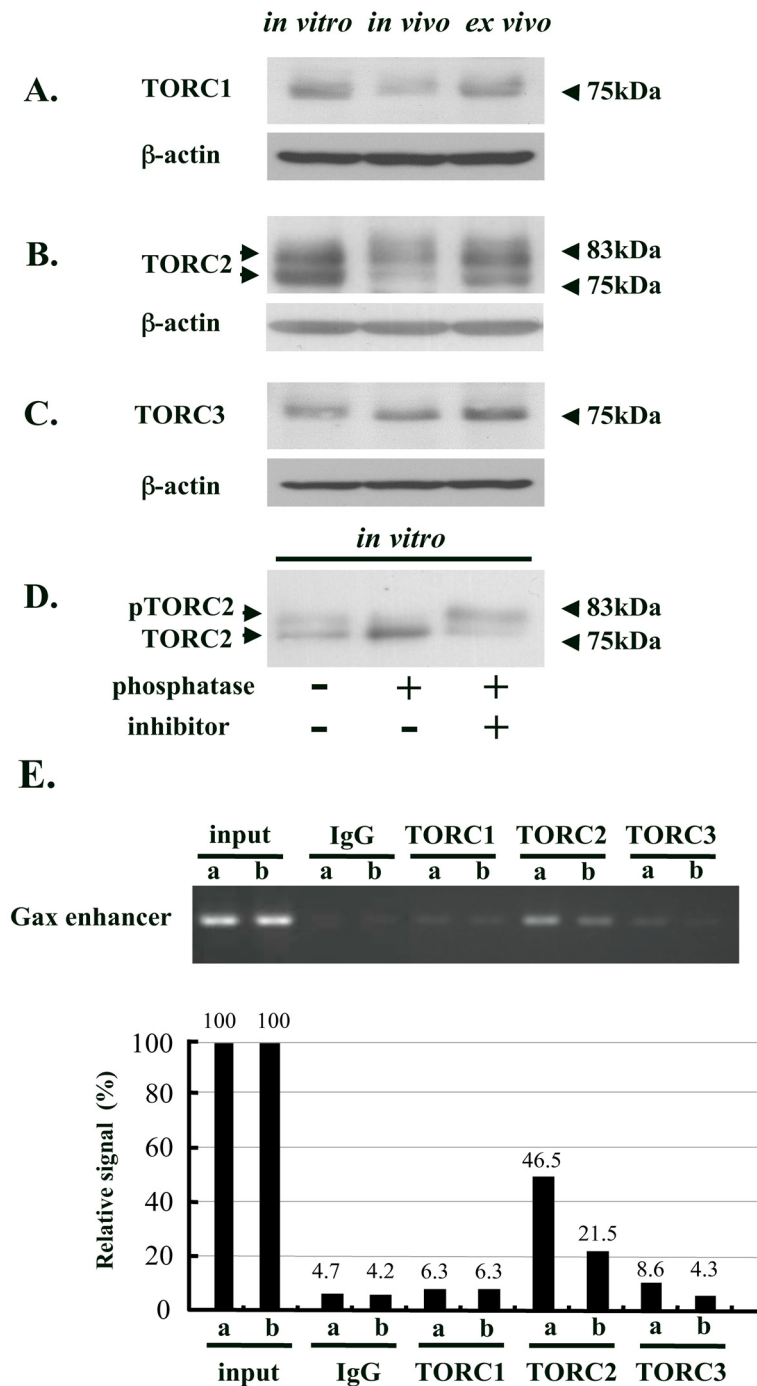 in vitro in vivo ex vivo
A. TORC1 ◄ 75kDa
β-actin
B. TORC2 ◄ 83kDa
◄ 75kDa
β-actin
C. TORC3 ◄ 75kDa
β-actin
in vitro
D. pTORC2 ◄ 83kDa
TORC2 ◄ 75kDa
phosphatase - + +
inhibitor - - +
E.
input IgG TORC1 TORC2 TORC3
a b a b a b a b a b
Gax enhancer
Relative signal (%)
100 100
100
80
60
46.5
40
21.5
20
4.7 4.2 6.3 6.3 8.6 4.3
0
a b a b a b a b a b
input IgG TORC1 TORC2 TORC3